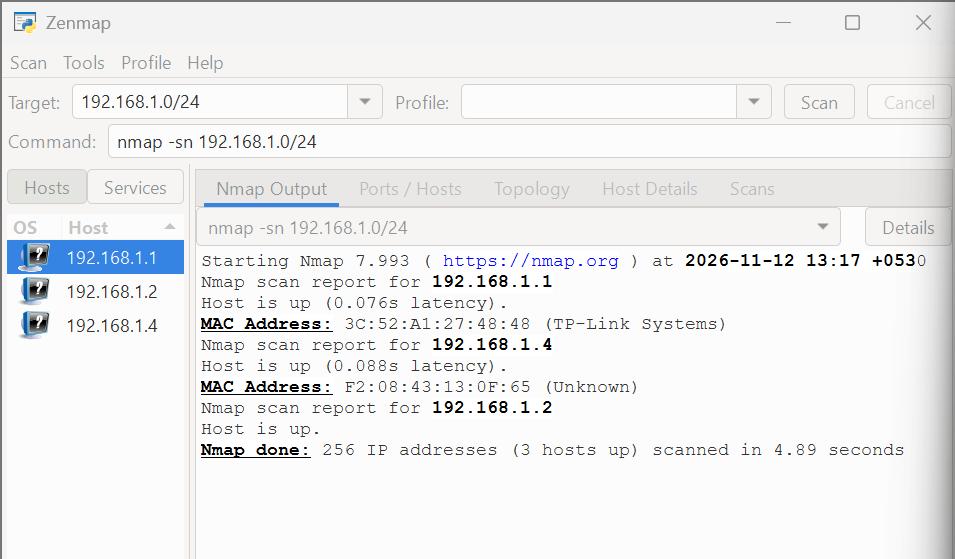 Zenmap
Scan Tools Profile Help
Target: 192.168.1.0/24 Profile: Scan Cancel
Command: nmap -sn 192.168.1.0/24
Hosts Services
OS Host
192.168.1.1
192.168.1.2
192.168.1.4
Nmap Output Ports / Hosts Topology Host Details Scans
nmap -sn 192.168.1.0/24 Details
Starting Nmap 7.993 ( https://nmap.org ) at 2026-11-12 13:17 +0530
Nmap scan report for 192.168.1.1
Host is up (0.076s latency).
MAC Address: 3C:52:A1:27:48:48 (TP-Link Systems)
Nmap scan report for 192.168.1.4
Host is up (0.088s latency).
MAC Address: F2:08:43:13:0F:65 (Unknown)
Nmap scan report for 192.168.1.2
Host is up.
Nmap done: 256 IP addresses (3 hosts up) scanned in 4.89 seconds